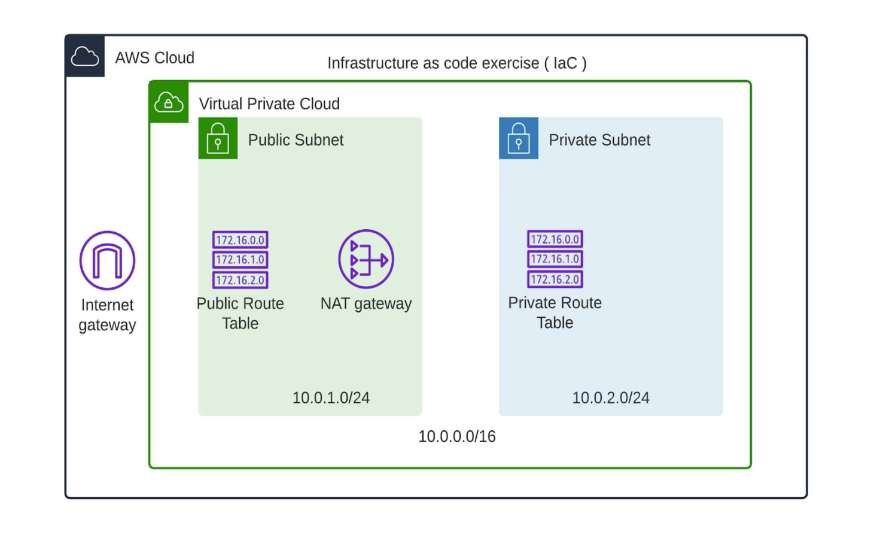 AWS Cloud
Infrastructure as code exercise ( IaC )
Virtual Private Cloud
Public Subnet
Private Subnet
172.16.0.0
172.16.1.0
172.16.2.0
Public Route
Table
NAT gateway
172.16.0.0
172.16.1.0
172.16.2.0
Private Route
Table
Internet
gateway
10.0.1.0/24
10.0.2.0/24
10.0.0.0/16